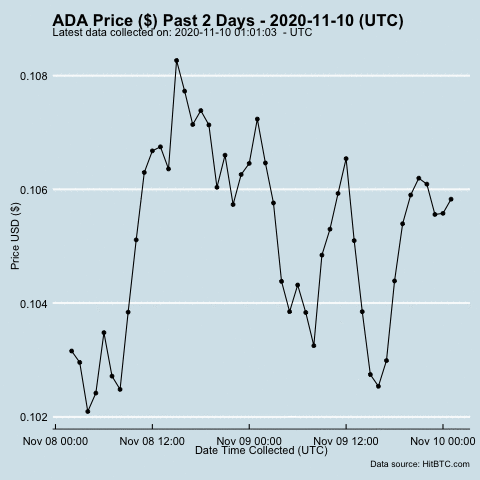 ADA Price ($) Past 2 Days - 2020-11-10 (UTC)
Latest data collected on: 2020-11-10 01:01:03 - UTC
0.108
0.106
0.104
0.102
Price USD ($)
Nov 08 00:00 Nov 08 12:00 Nov 09 00:00 Nov 09 12:00 Nov 10 00:00
Date Time Collected (UTC)
Data source: HitBTC.com